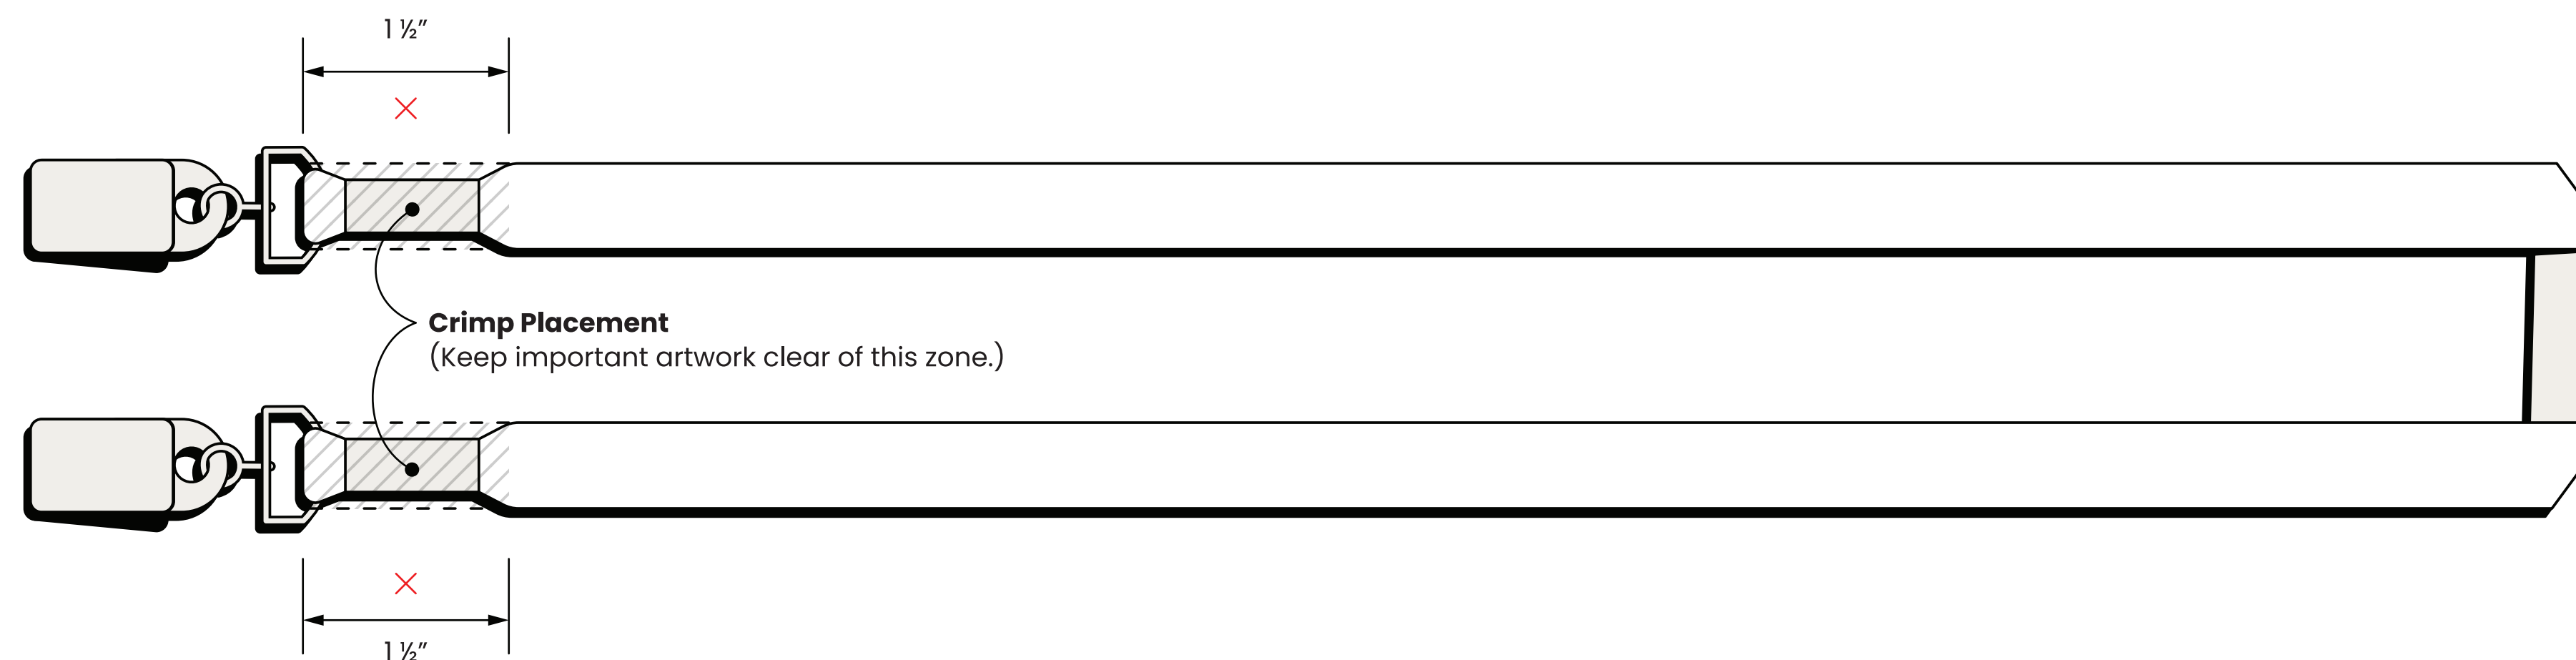 1 ½”
Crimp Placement
(Keep important artwork clear of this zone.)
1 ½”